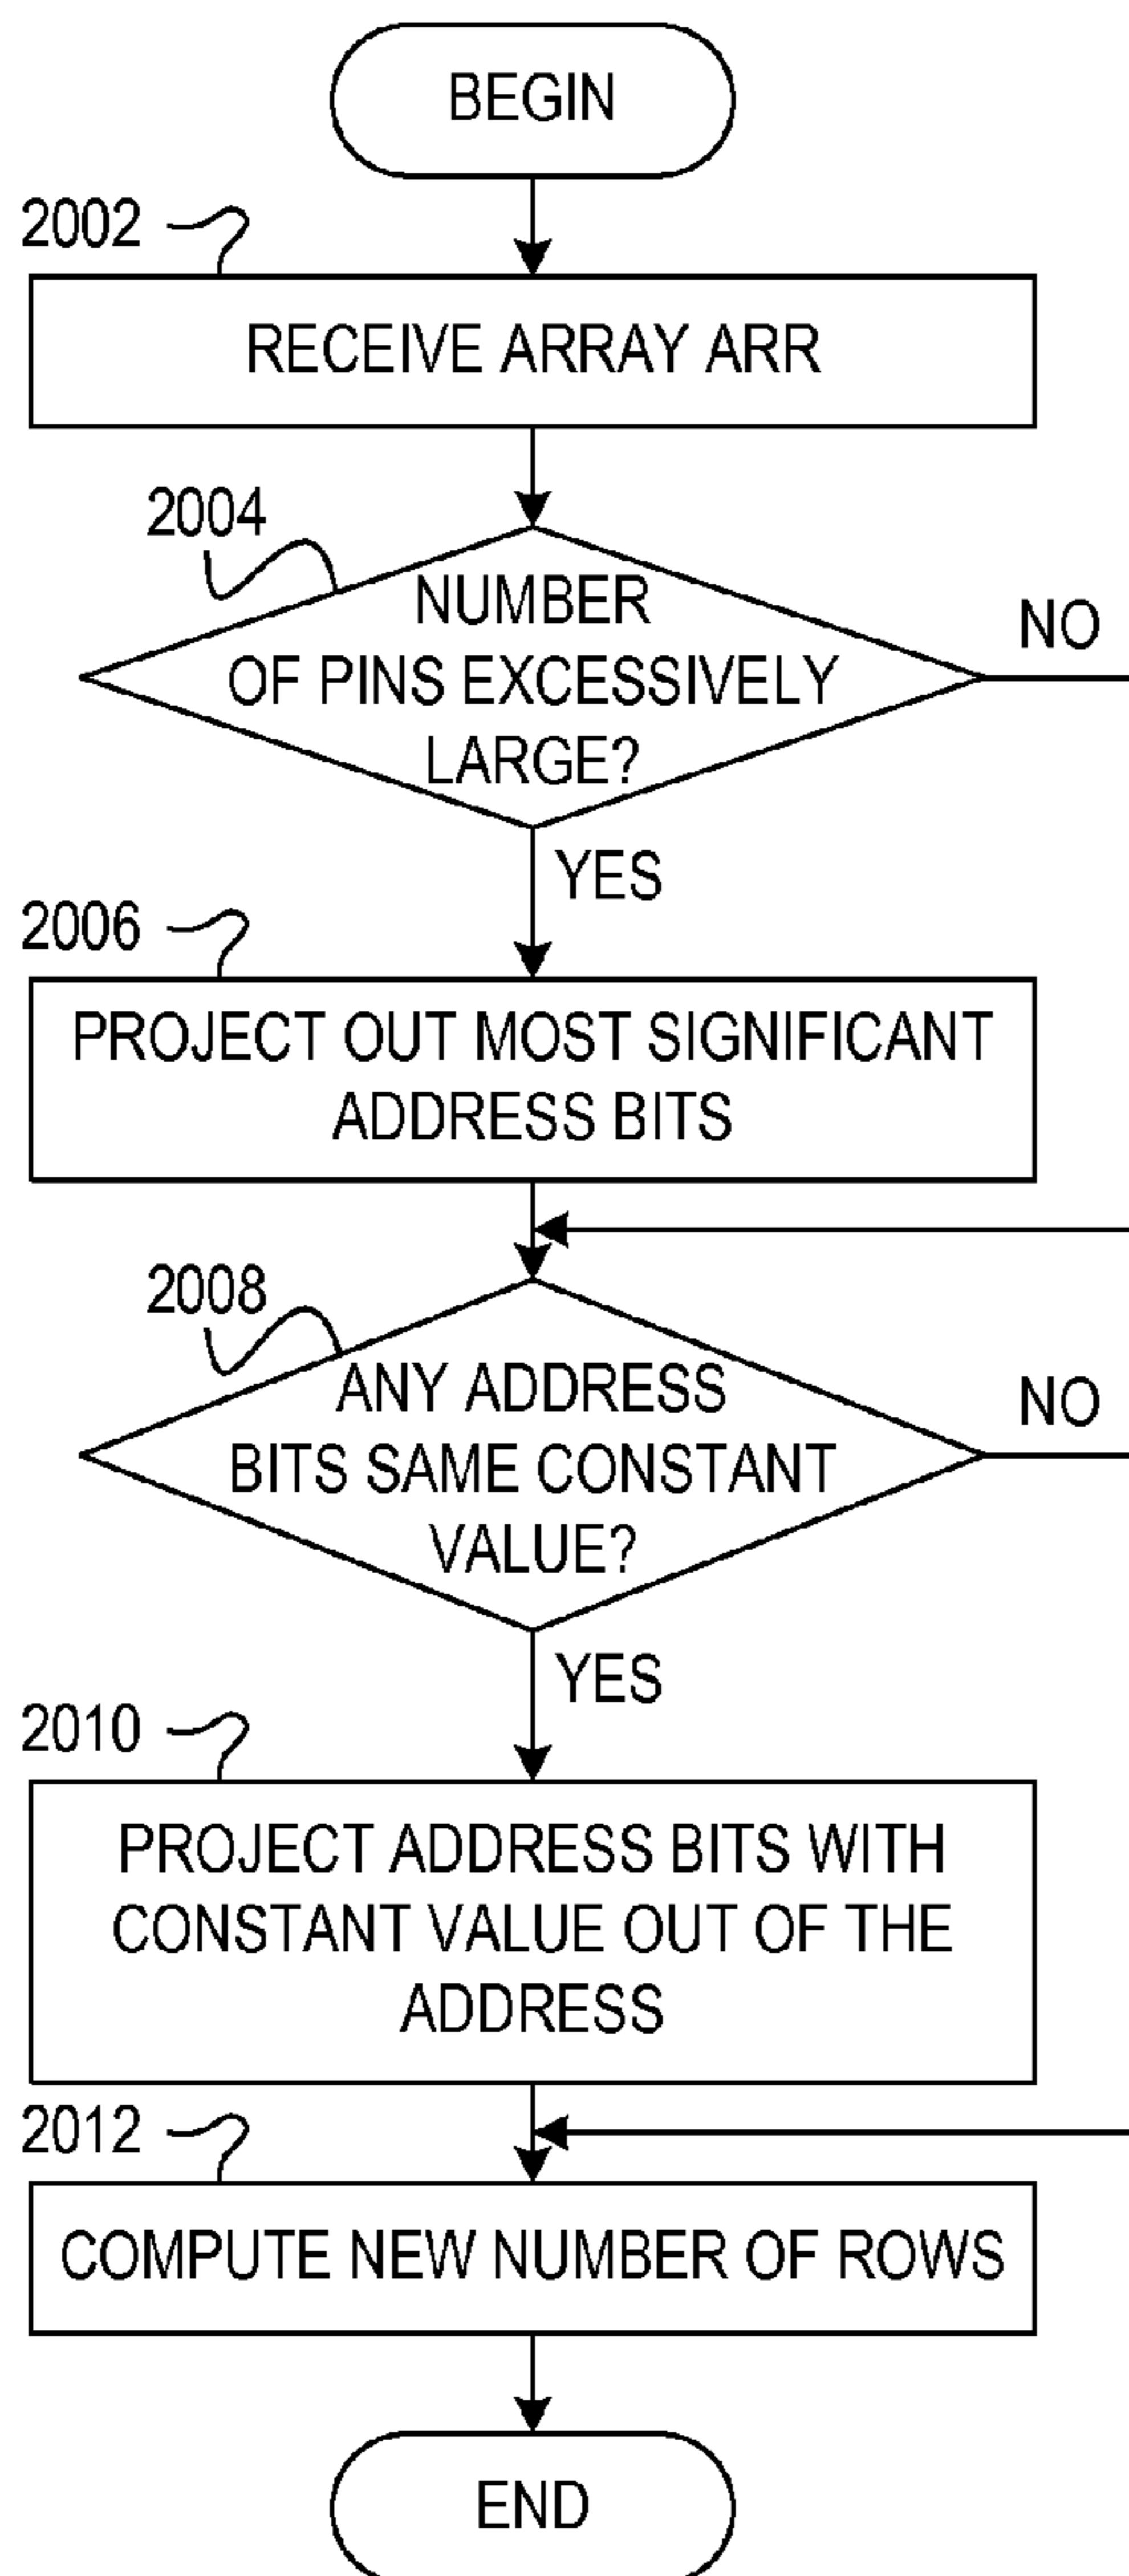 BEGIN
2002
RECEIVE ARRAY ARR
2004
NUMBER
OF PINS EXCESSIVELY
LARGE?
NO
YES
2006
PROJECT OUT MOST SIGNIFICANT
ADDRESS BITS
2008
ANY ADDRESS
BITS SAME CONSTANT
VALUE?
NO
YES
2010
PROJECT ADDRESS BITS WITH
CONSTANT VALUE OUT OF THE
ADDRESS
2012
COMPUTE NEW NUMBER OF ROWS
END